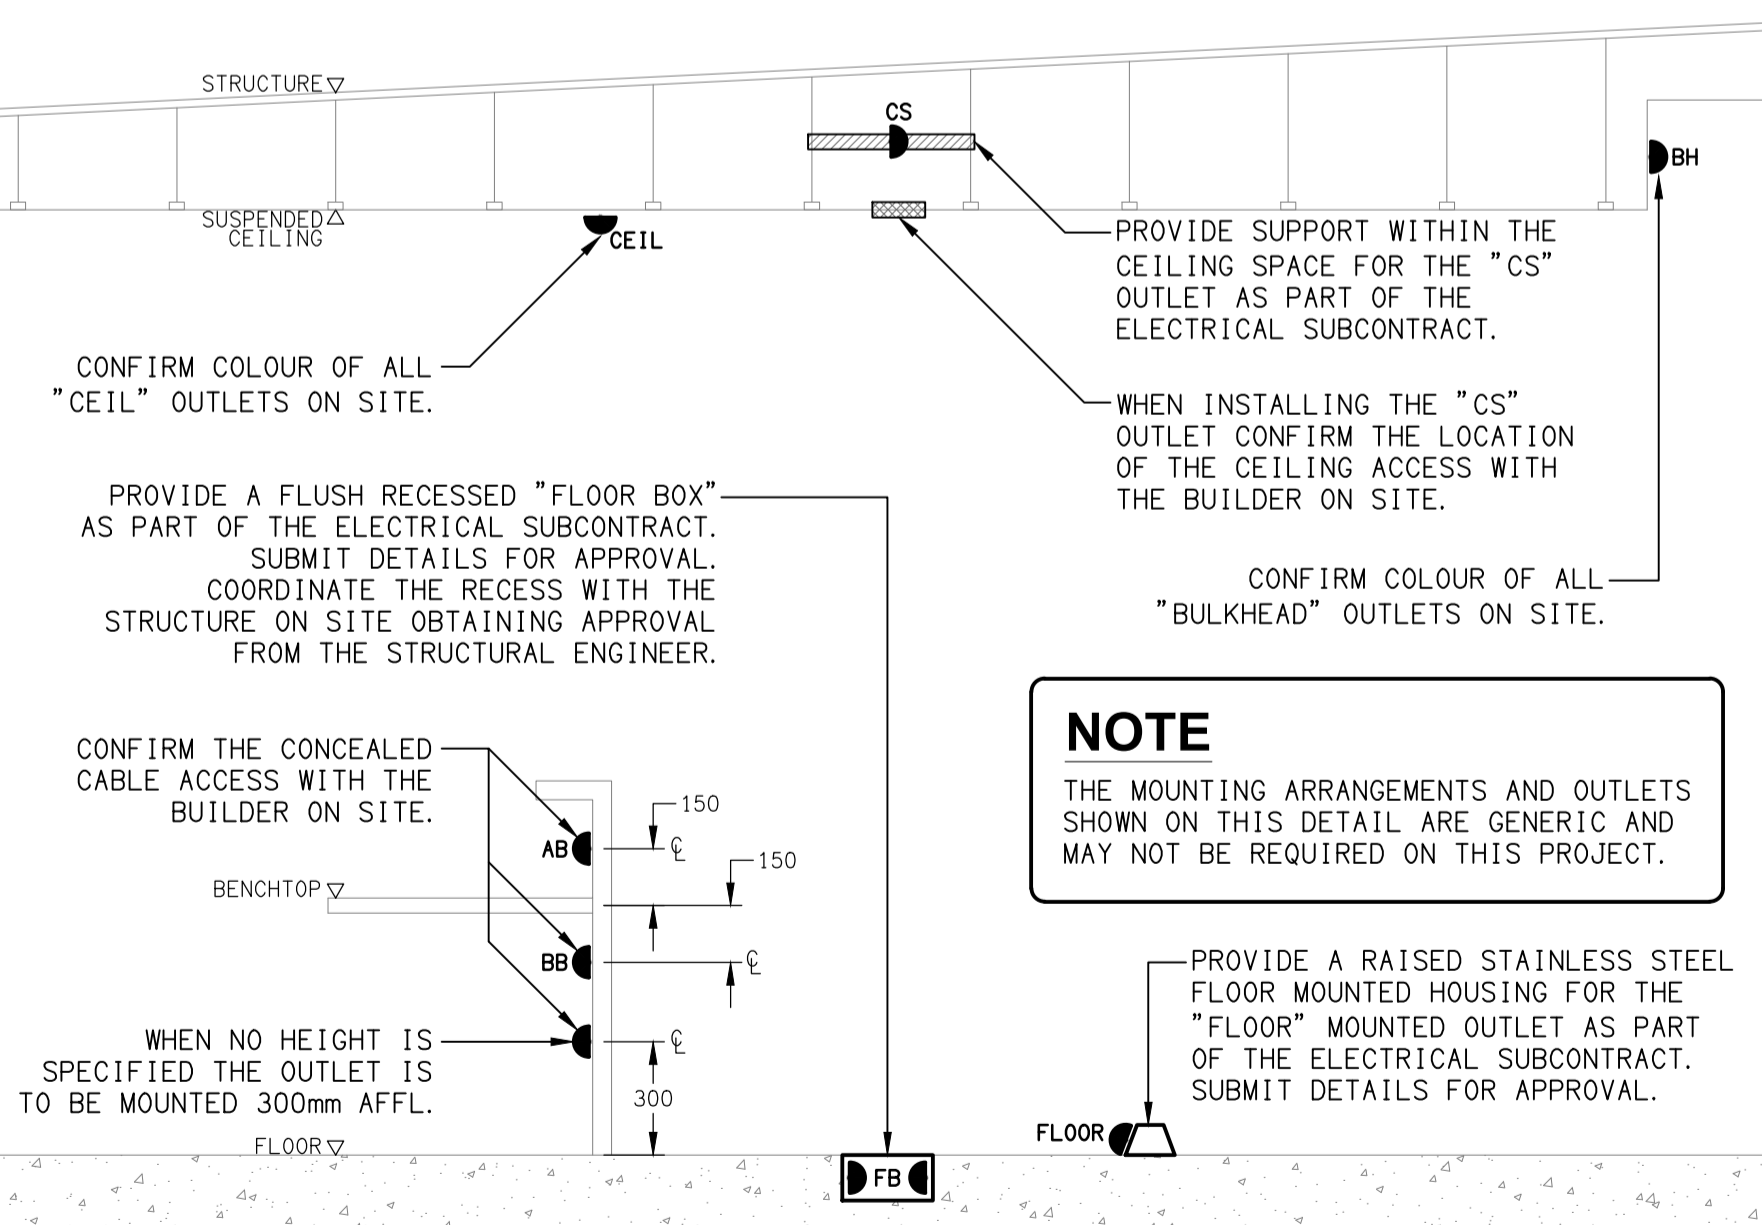 STRUCTURE
CS
BH
SUSPENDED
CEILING
CEIL
PROVIDE SUPPORT WITHIN THE
CEILING SPACE FOR THE "CS"
OUTLET AS PART OF THE
ELECTRICAL SUBCONTRACT.
CONFIRM COLOUR OF ALL
"CEIL" OUTLETS ON SITE.
WHEN INSTALLING THE "CS"
OUTLET CONFIRM THE LOCATION
OF THE CEILING ACCESS WITH
THE BUILDER ON SITE.
PROVIDE A FLUSH RECESSED "FLOOR BOX"
AS PART OF THE ELECTRICAL SUBCONTRACT.
SUBMIT DETAILS FOR APPROVAL.
COORDINATE THE RECESS WITH THE
STRUCTURE ON SITE OBTAINING APPROVAL
FROM THE STRUCTURAL ENGINEER.
CONFIRM COLOUR OF ALL
"BULKHEAD" OUTLETS ON SITE.
NOTE
THE MOUNTING ARRANGEMENTS AND OUTLETS
SHOWN ON THIS DETAIL ARE GENERIC AND
MAY NOT BE REQUIRED ON THIS PROJECT.
CONFIRM THE CONCEALED
CABLE ACCESS WITH THE
BUILDER ON SITE.
150
AB
℄
150
BENCHTOP
BB
℄
WHEN NO HEIGHT IS
SPECIFIED THE OUTLET IS
TO BE MOUNTED 300mm AFFL.
℄
300
PROVIDE A RAISED STAINLESS STEEL
FLOOR MOUNTED HOUSING FOR THE
"FLOOR" MOUNTED OUTLET AS PART
OF THE ELECTRICAL SUBCONTRACT.
SUBMIT DETAILS FOR APPROVAL.
FLOOR
FLOOR
FB